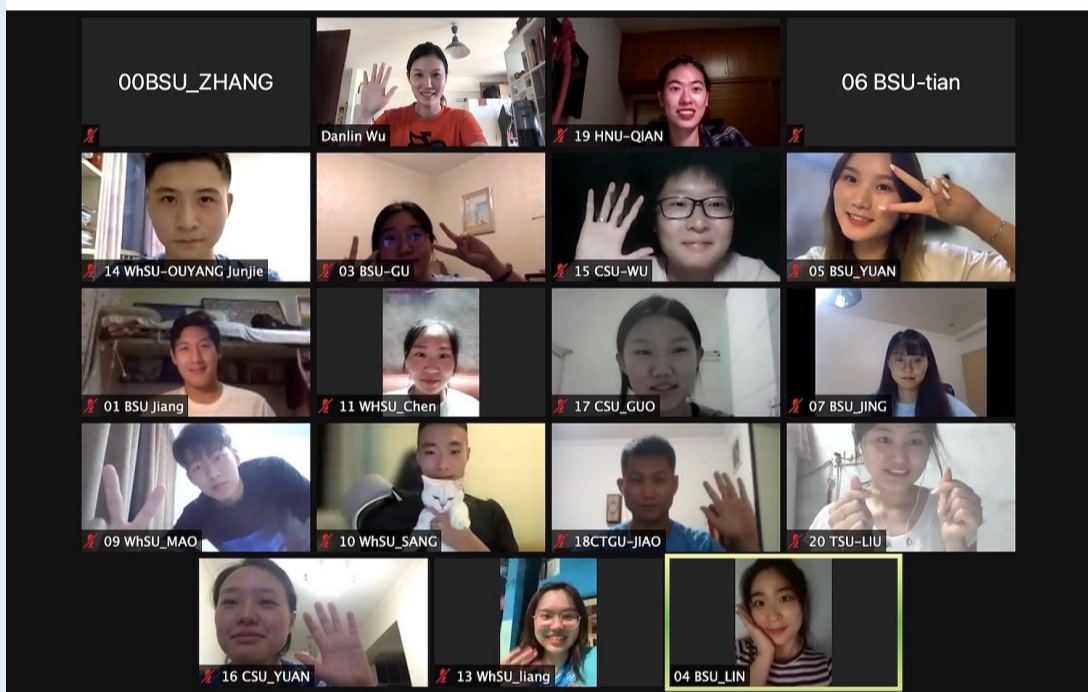 00BSU_ZHANG
Danlin Wu
19 HNU-QIAN
06 BSU-tian
14 WhSU-OUYANG Junjie
03 BSU-GU
15 CSU-WU
05 BSU_YUAN
01 BSU Jiang
11 WHSU_Chen
17 CSU_GUO
07 BSU_JING
09 WhSU_MAO
10 WhSU_SANG
18CTGU-JIAO
20 TSU-LIU
16 CSU_YUAN
13 WhSU_liang
04 BSU_LIN